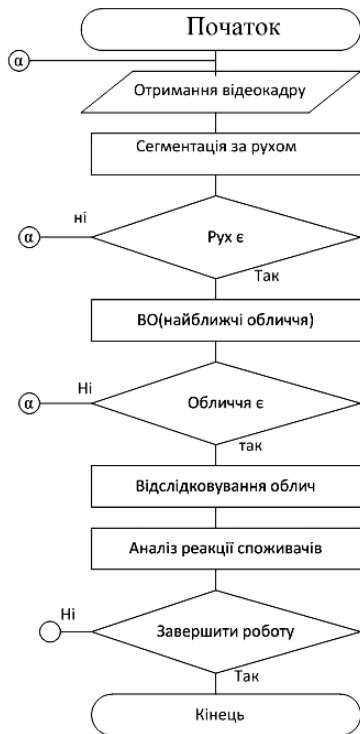 Початок
α
Отримання відеокадру
Сегментація за рухом
ні
α
Рух є
Так
ВО(найближчі обличчя)
Ні
α
Обличчя є
так
Відслідковування облич
Аналіз реакції споживачів
Ні
Завершити роботу
Так
Кінець